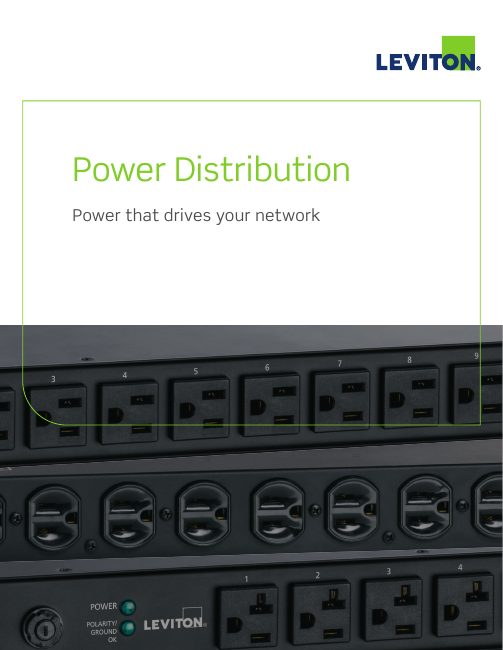 LEVITON®
Power Distribution
Power that drives your network
3 4 5 6 7 8 9
1 2 3 4
POWER
POLARITY/
GROUND
OK
LEVITON®